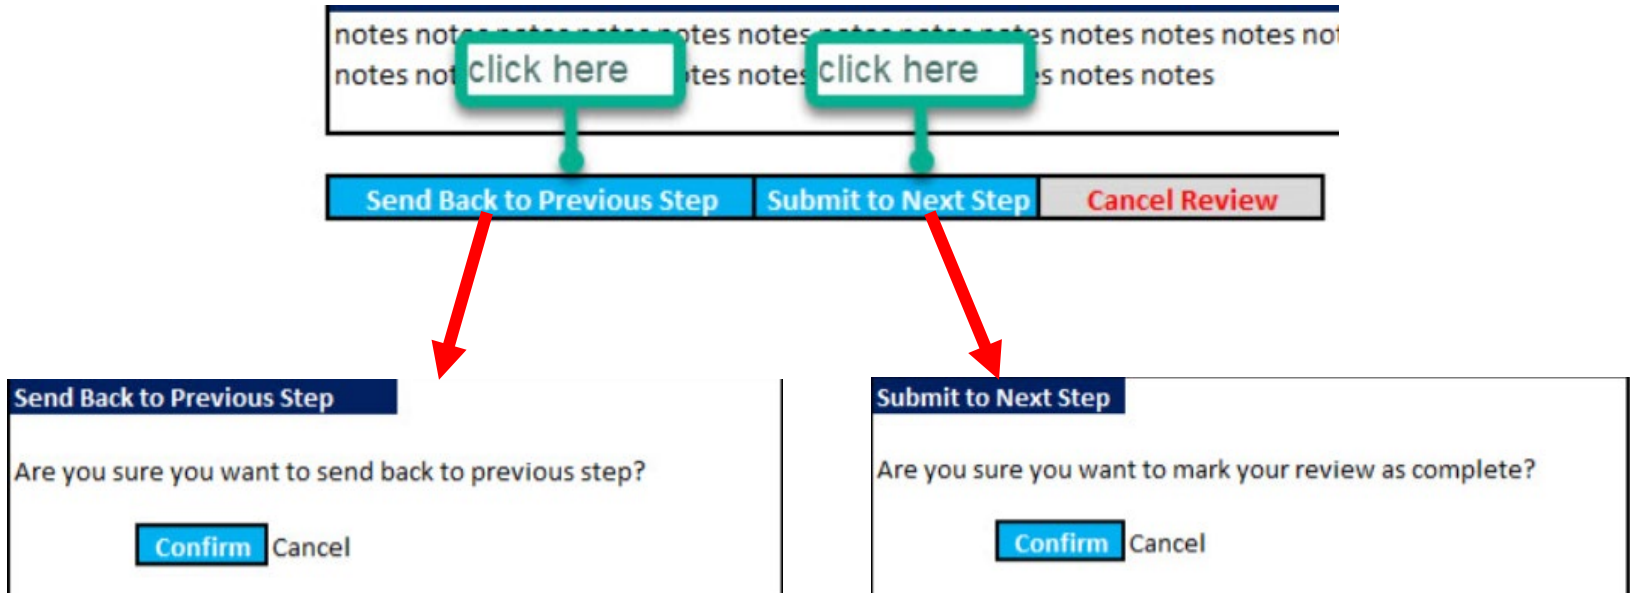 notes notes notes notes notes notes notes notes notes notes notes notes no
click here
click here
notes not tes notes s notes notes
Send Back to Previous Step
Submit to Next Step
Cancel Review
Send Back to Previous Step
Are you sure you want to send back to previous step?
Confirm Cancel
Submit to Next Step
Are you sure you want to mark your review as complete?
Confirm Cancel